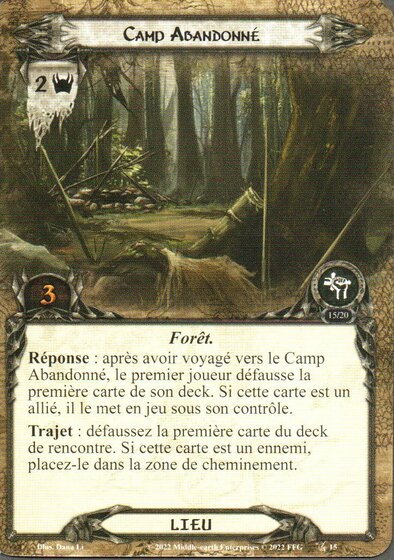 Camp Abandonné
2
3
15/20
Forêt.
Réponse : après avoir voyagé vers le Camp
Abandonné, le premier joueur défausse la
première carte de son deck. Si cette carte est un
allié, il le met en jeu sous son contrôle.
Trajet : défaussez la première carte du deck
de rencontre. Si cette carte est un ennemi,
placez-le dans la zone de cheminement.
LIEU
Illus. Dana Li
©2022 Middle-earth Enterprises ©2022 FFG
15